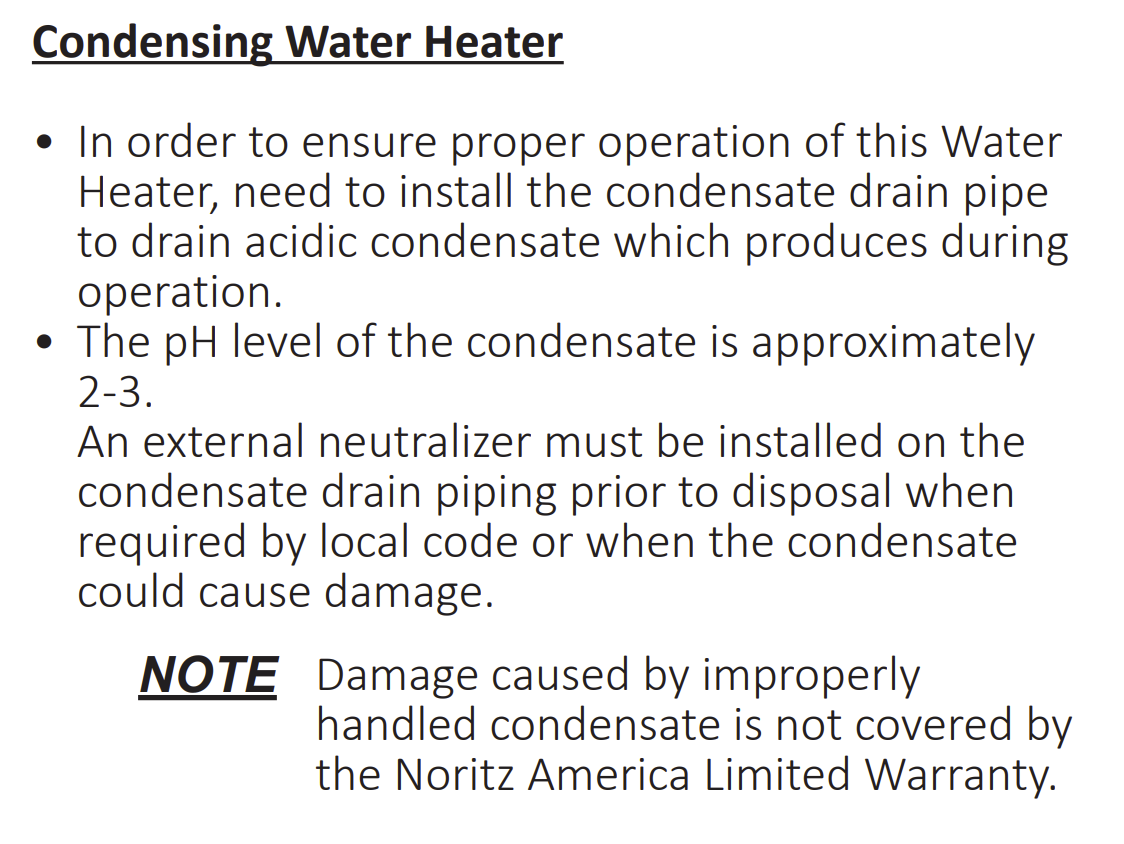 Condensing Water Heater
• In order to ensure proper operation of this Water
Heater, need to install the condensate drain pipe
to drain acidic condensate which produces during
operation.
• The pH level of the condensate is approximately
2-3.
An external neutralizer must be installed on the
condensate drain piping prior to disposal when
required by local code or when the condensate
could cause damage.
NOTE Damage caused by improperly
handled condensate is not covered by
the Noritz America Limited Warranty.